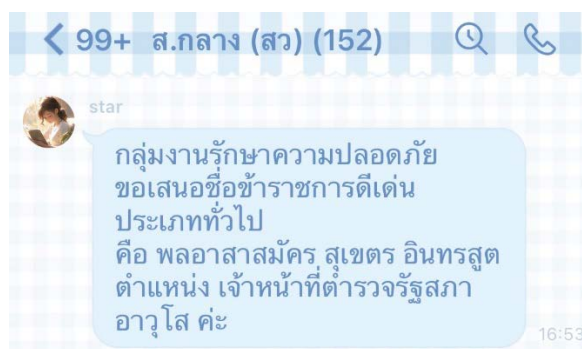 99+ ส.กลาง (สว) (152)
star
กลุ่มงานรักษาความปลอดภัย
ขอเสนอชื่อข้าราชการดีเด่น
ประเภททั่วไป
คือ พลอาสาสมัคร สุเขตร อินทรสูต
ตำแหน่ง เจ้าหน้าที่ตำรวจรัฐสภา
อาวุโส ค่ะ
16:53